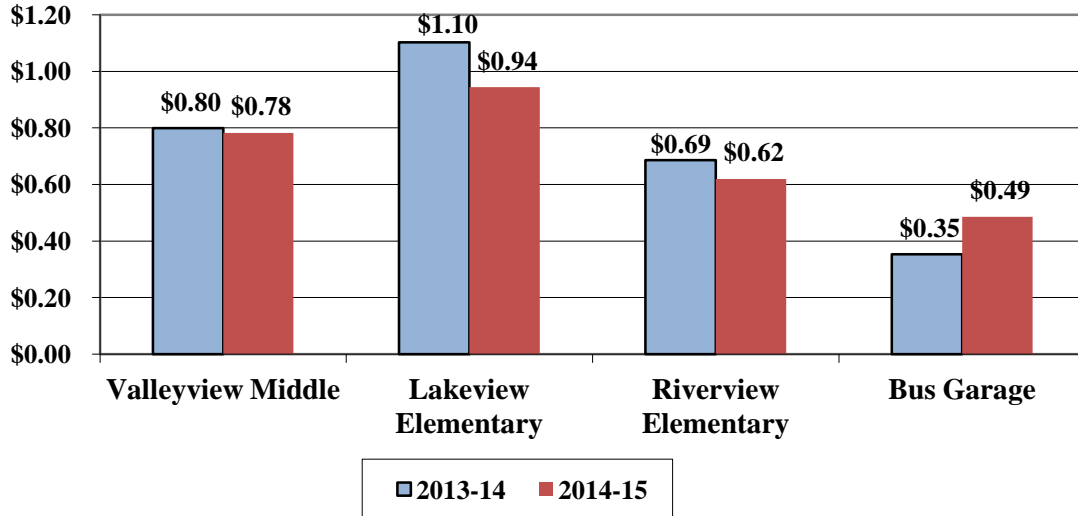 $1.20
$1.00
$0.80
$0.60
$0.40
$0.20
$0.00
$0.80
$0.78
$1.10
$0.94
$0.69
$0.62
$0.35
$0.49
Valleyview Middle
Lakeview
Elementary
Riverview
Elementary
Bus Garage
2013-14
2014-15